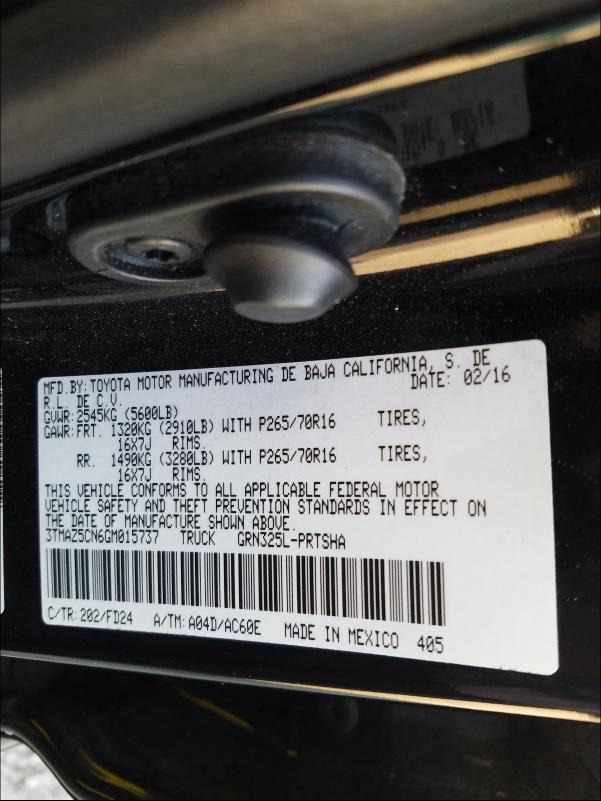 MFD.BY:TOYOTA MOTOR MANUFACTURING DE BAJA CALIFORNIA, S. DE
R.L. DE C.V. DATE: 02/16
GVWR:2545KG (5600LB)
GAWR:FRT. 1320KG (2910LB) WITH P265/70R16 TIRES,
16X7J RIMS.
RR. 1490KG (3280LB) WITH P265/70R16 TIRES,
16X7J RIMS.
THIS VEHICLE CONFORMS TO ALL APPLICABLE FEDERAL MOTOR
VEHICLE SAFETY AND THEFT PREVENTION STANDARDS IN EFFECT ON
THE DATE OF MANUFACTURE SHOWN ABOVE.
3TMAZ5CN6GM015737 TRUCK GRN325L-PRTSHA
C/TR:202/FD24 A/TM:A04D/AC60E MADE IN MEXICO 405